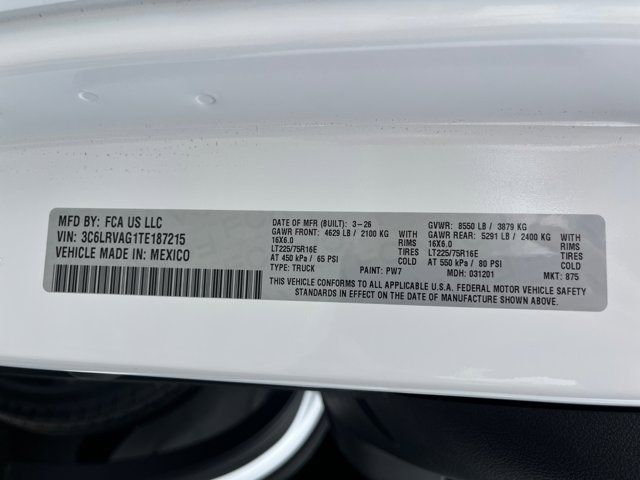 MFD BY: FCA US LLC
VIN: 3C6LRVAG1TE187215
VEHICLE MADE IN: MEXICO
DATE OF MFR (BUILT): 3-26
GAWR FRONT: 4629 LB / 2100 KG WITH
16X6.0 RIMS
LT225/75R16E TIRES
AT 450 kPa / 65 PSI COLD
TYPE: TRUCK PAINT: PW7
GVWR: 8550 LB / 3879 KG
GAWR REAR: 5291 LB / 2400 KG WITH
16X6.0 RIMS
LT225/75R16E TIRES
AT 550 kPa / 80 PSI COLD
MDH: 031201 MKT: 875
THIS VEHICLE CONFORMS TO ALL APPLICABLE U.S.A. FEDERAL MOTOR VEHICLE SAFETY
STANDARDS IN EFFECT ON THE DATE OF MANUFACTURE SHOWN ABOVE.